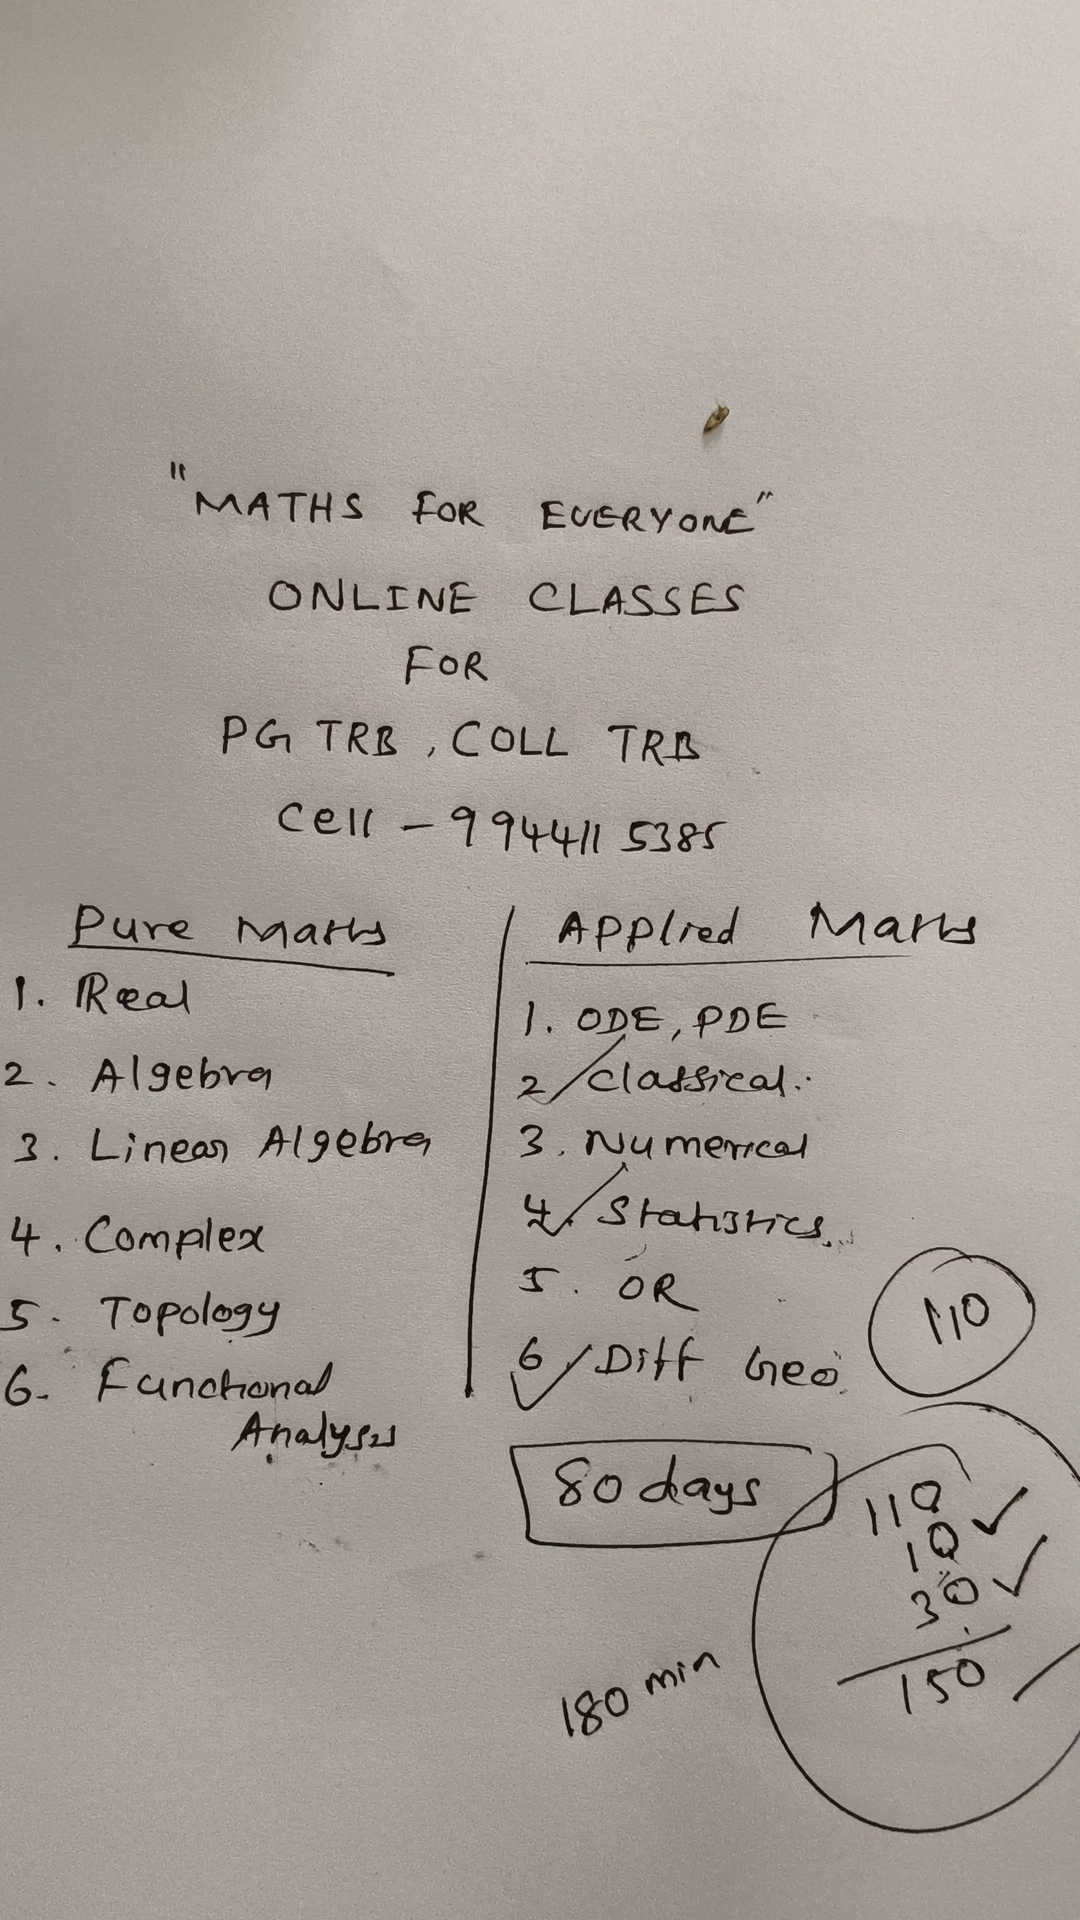 "MATHS FOR EVERYONE"
ONLINE CLASSES
FOR
PG TRB, COLL TRB
Cell - 994411 5385
Pure Maths
1. Real
2. Algebra
3. Linear Algebra
4. Complex
5. Topology
6. Functional
Analysis
Applied Maths
1. ODE, PDE
2 Classical.
3. Numerical
4. Statistics.
5. OR
6 Diff Geo
110
80 days
110
10
30
150
180 min